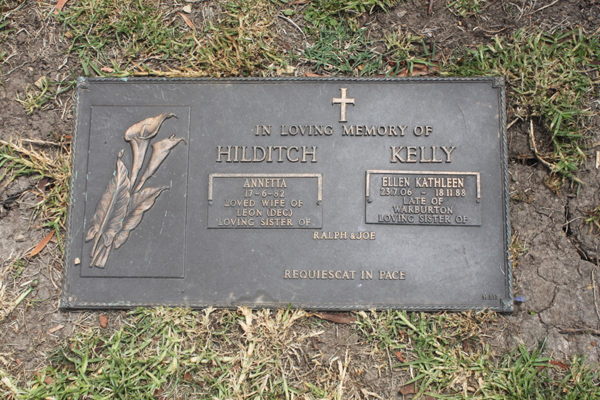 IN LOVING MEMORY OF
HILDITCH
ANNETTA
17-6-82
LOVED WIFE OF
LEON (DEC)
LOVING SISTER OF
KELLY
ELLEN KATHLEEN
23·7·06 - 18·11·88
LATE OF
WARBURTON
LOVING SISTER OF
RALPH & JOE
REQUIESCAT IN PACE